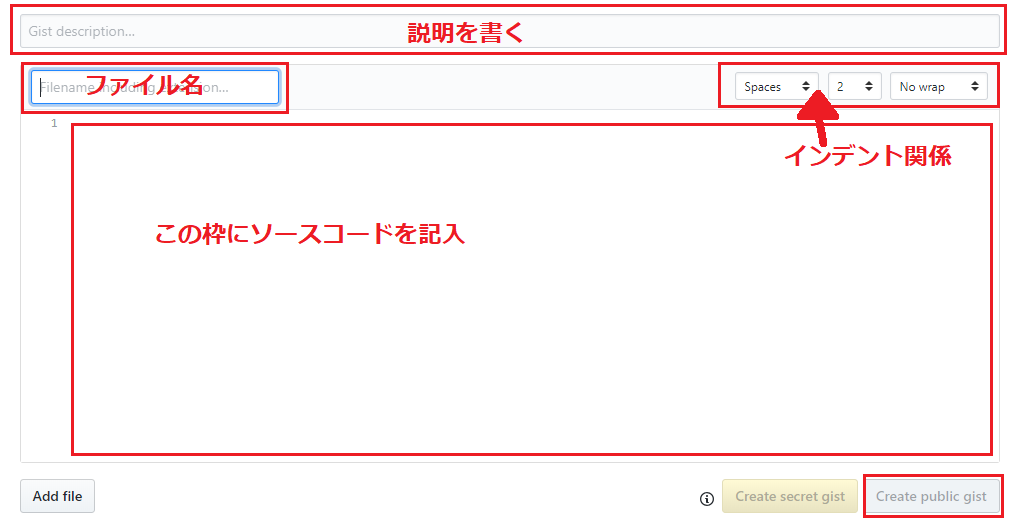 Gist description...
説明を書く
Filename including extension...
ファイル名
Spaces
2
No wrap
インデント関係
1
この枠にソースコードを記入
Add file
Create secret gist
Create public gist